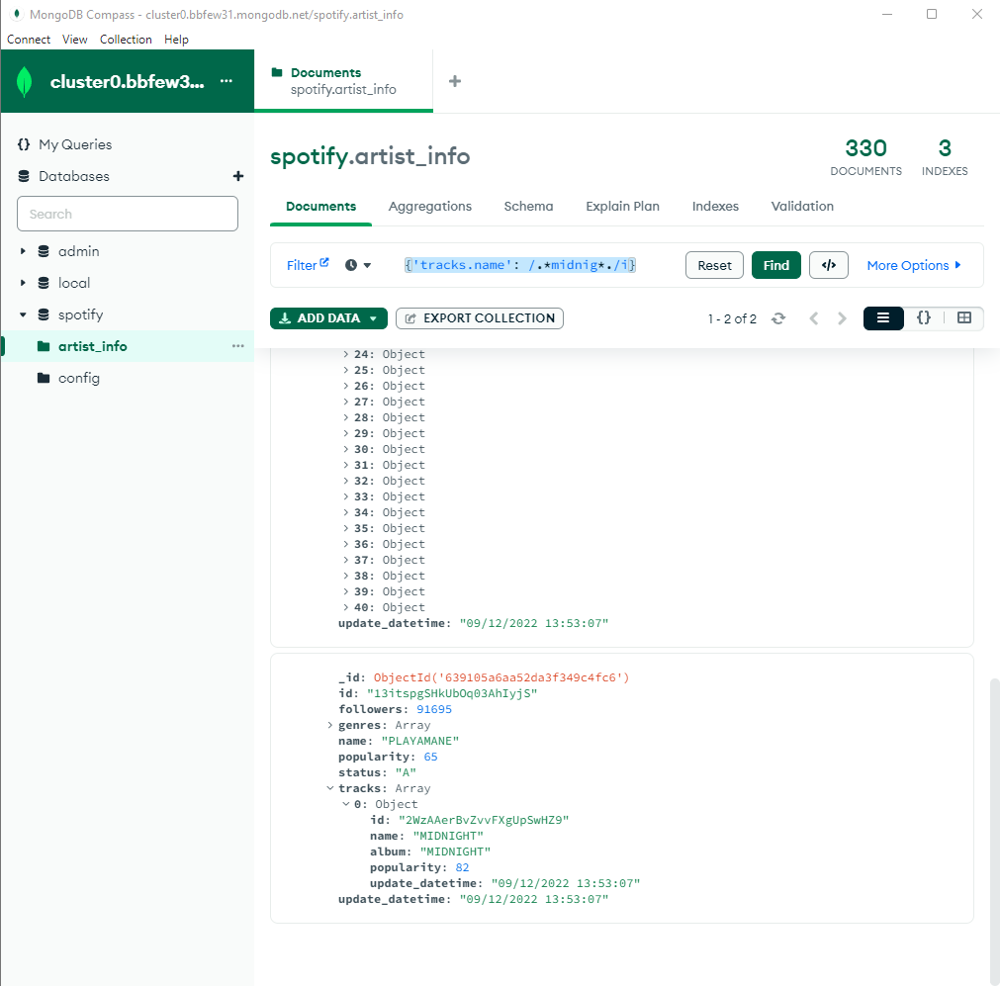 MongoDB Compass - cluster0.bbfew31.mongodb.net/spotify.artist_info
Connect View Collection Help
cluster0.bbfew3... ...
Documents
spotify.artist_info
+
{} My Queries
Databases +
Search
admin
local
spotify
artist_info ...
config
spotify.artist_info
330
DOCUMENTS
3
INDEXES
Documents Aggregations Schema Explain Plan Indexes Validation
Filter {'tracks.name': /.*midnig*./i} Reset Find </> More Options
ADD DATA EXPORT COLLECTION 1 - 2 of 2 {}
24: Object
25: Object
26: Object
27: Object
28: Object
29: Object
30: Object
31: Object
32: Object
33: Object
34: Object
35: Object
36: Object
37: Object
38: Object
39: Object
40: Object
update_datetime: "09/12/2022 13:53:07"
_id: ObjectId('639105a6aa52da3f349c4fc6')
id: "13itspgSHkUbOq03AhIyjS"
followers: 91695
genres: Array
name: "PLAYAMANE"
popularity: 65
status: "A"
tracks: Array
0: Object
id: "2WzAAerBvZvvFXgUpSwHZ9"
name: "MIDNIGHT"
album: "MIDNIGHT"
popularity: 82
update_datetime: "09/12/2022 13:53:07"
update_datetime: "09/12/2022 13:53:07"